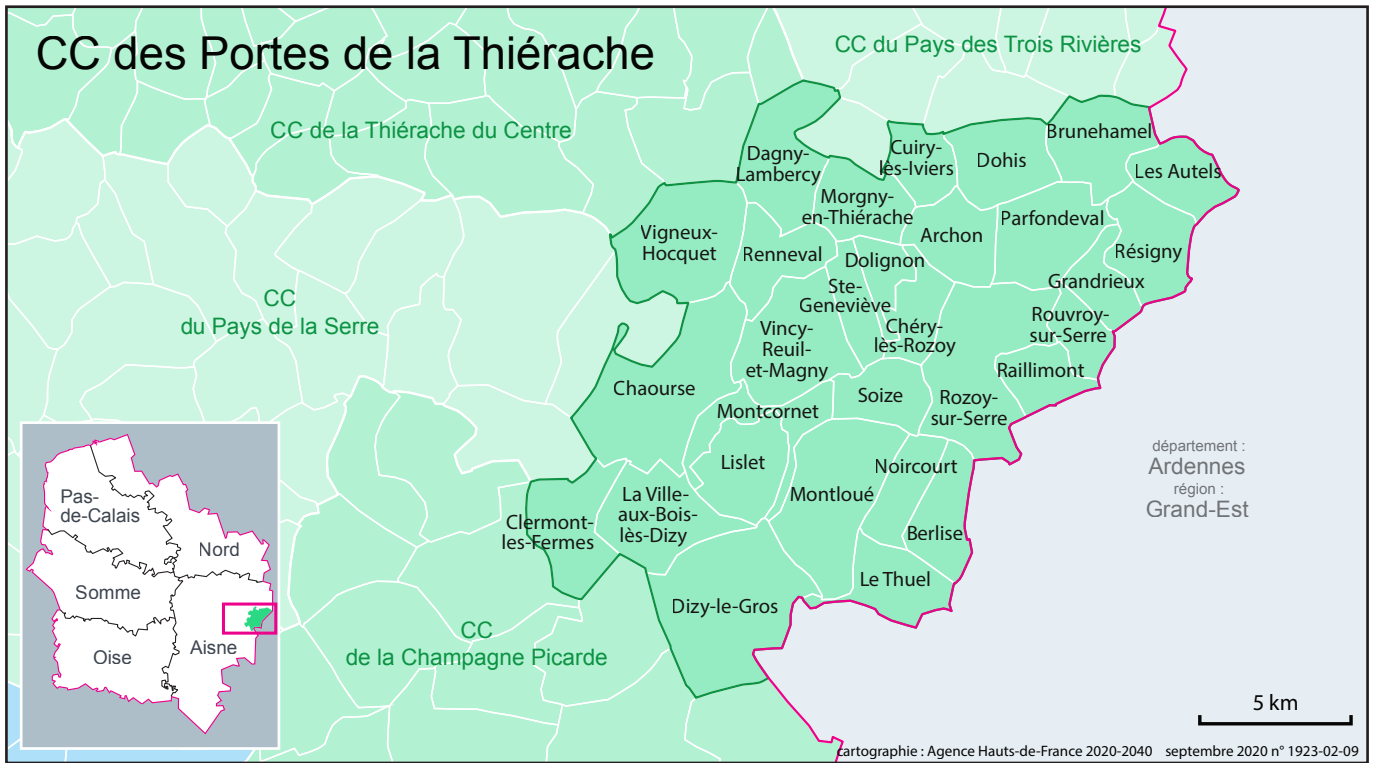 CC des Portes de la Thiérache
CC du Pays des Trois Rivières
CC de la Thiérache du Centre
CC
du Pays de la Serre
CC
de la Champagne Picarde
Brunehamel
Cuiry-
lès-Iviers
Dohis
Les Autels
Dagny-
Lambercy
Morgny-
en-Thiérache
Parfondeval
Archon
Vigneux-
Hocquet
Renneval
Dolignon
Résigny
Grandrieux
Ste-
Geneviève
Rouvroy-
sur-Serre
Chéry-
lès-Rozoy
Vincy-
Reuil-
et-Magny
Raillimont
Chaourse
Soize
Rozoy-
sur-Serre
Montcornet
Lislet
Noircourt
Montloué
La Ville-
aux-Bois-
lès-Dizy
Clermont-
les-Fermes
Berlise
Le Thuel
Dizy-le-Gros
département :
Ardennes
région :
Grand-Est
Pas-
de-Calais
Nord
Somme
Oise
Aisne
5 km
cartographie : Agence Hauts-de-France 2020-2040 septembre 2020 n° 1923-02-09